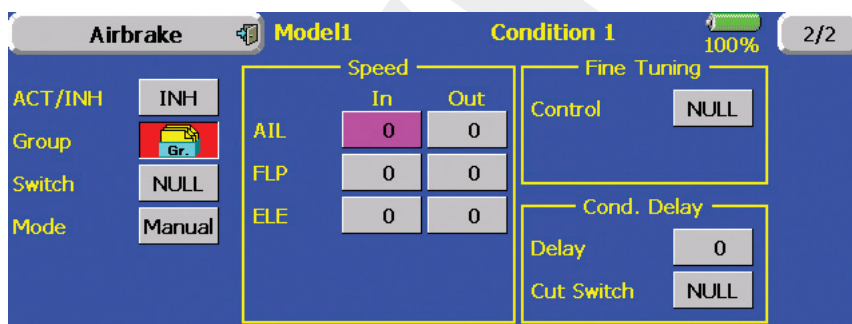 Airbrake Model1 Condition 1 100% 2/2
Speed
Fine Tuning
ACT/INH INH
In Out
Control NULL
Group Gr.
AIL 0 0
Switch NULL
FLP 0 0
Mode Manual
ELE 0 0
Cond. Delay
Delay 0
Cut Switch NULL